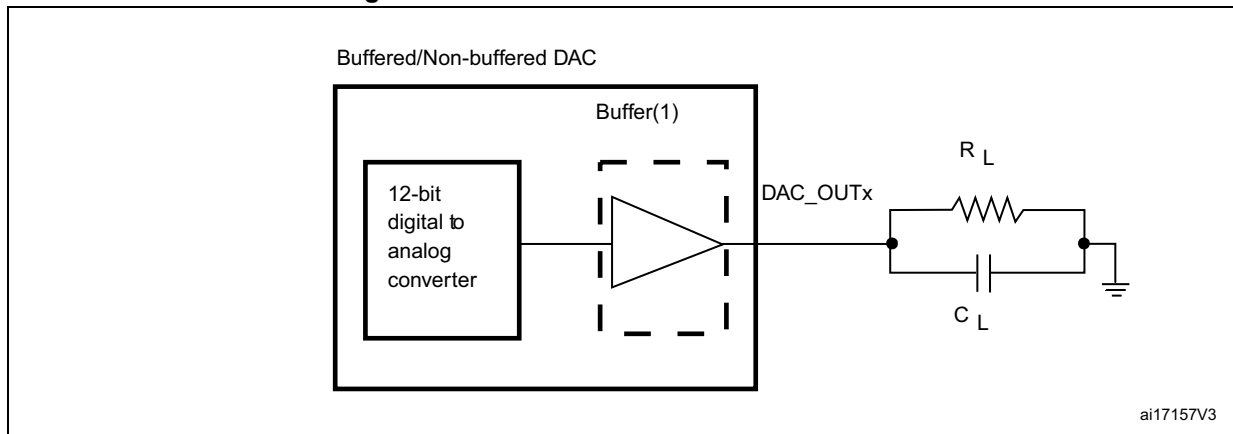 Buffered/Non-buffered DAC
Buffer(1)
12-bit
digital to
analog
converter
DAC_OUTx
R L
C L
ai17157V3